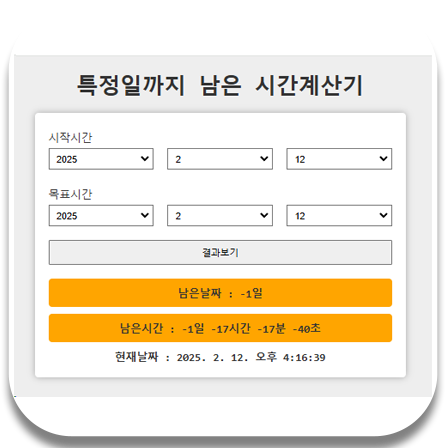 특정일까지 남은 시간계산기
시작시간
2025 2 12
목표시간
2025 2 12
결과보기
남은날짜 : -1일
남은시간 : -1일 -17시간 -17분 -40초
현재날짜 : 2025. 2. 12. 오후 4:16:39